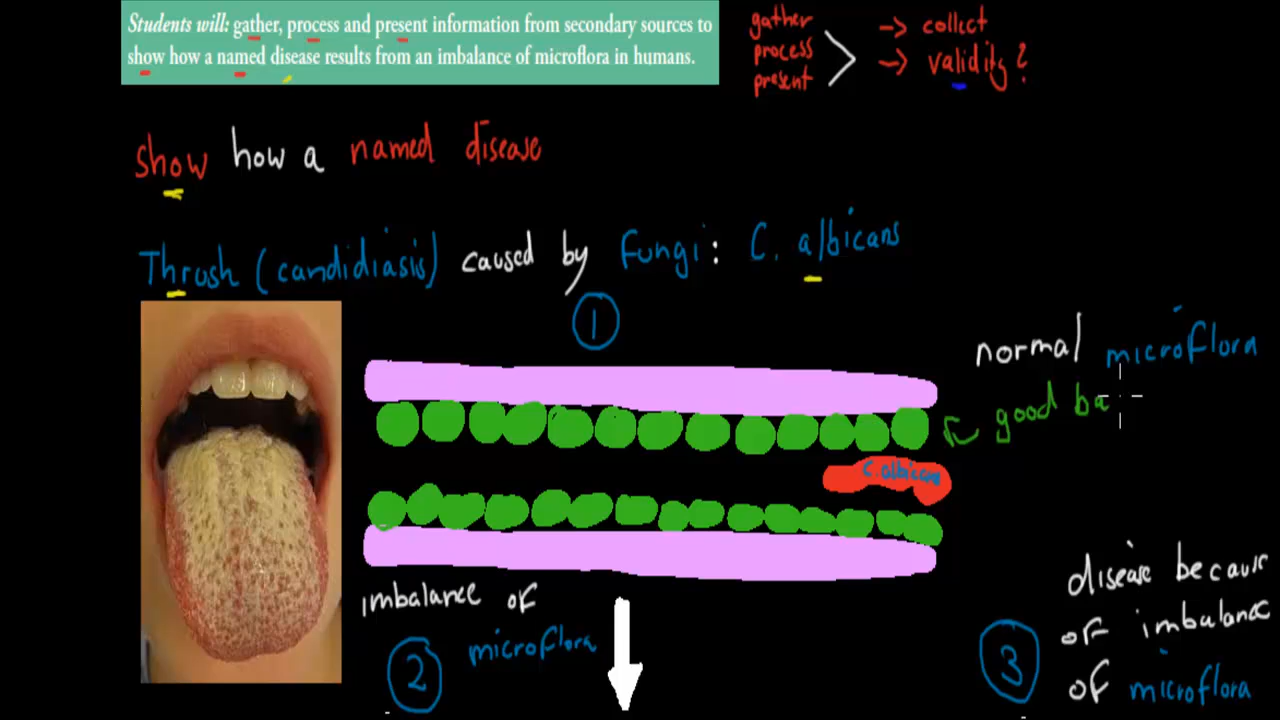 Students will: gather, process and present information from secondary sources to
show how a named disease results from an imbalance of microflora in humans.
gather
process
present
→ collect
→ validity?
Show how a named disease
Thrush (candidiasis) caused by Fungi: C. albicans
1
normal microflora
good ba
C. albicans
imbalance of
2 microflora
disease because
of imbalance
3 of microflora